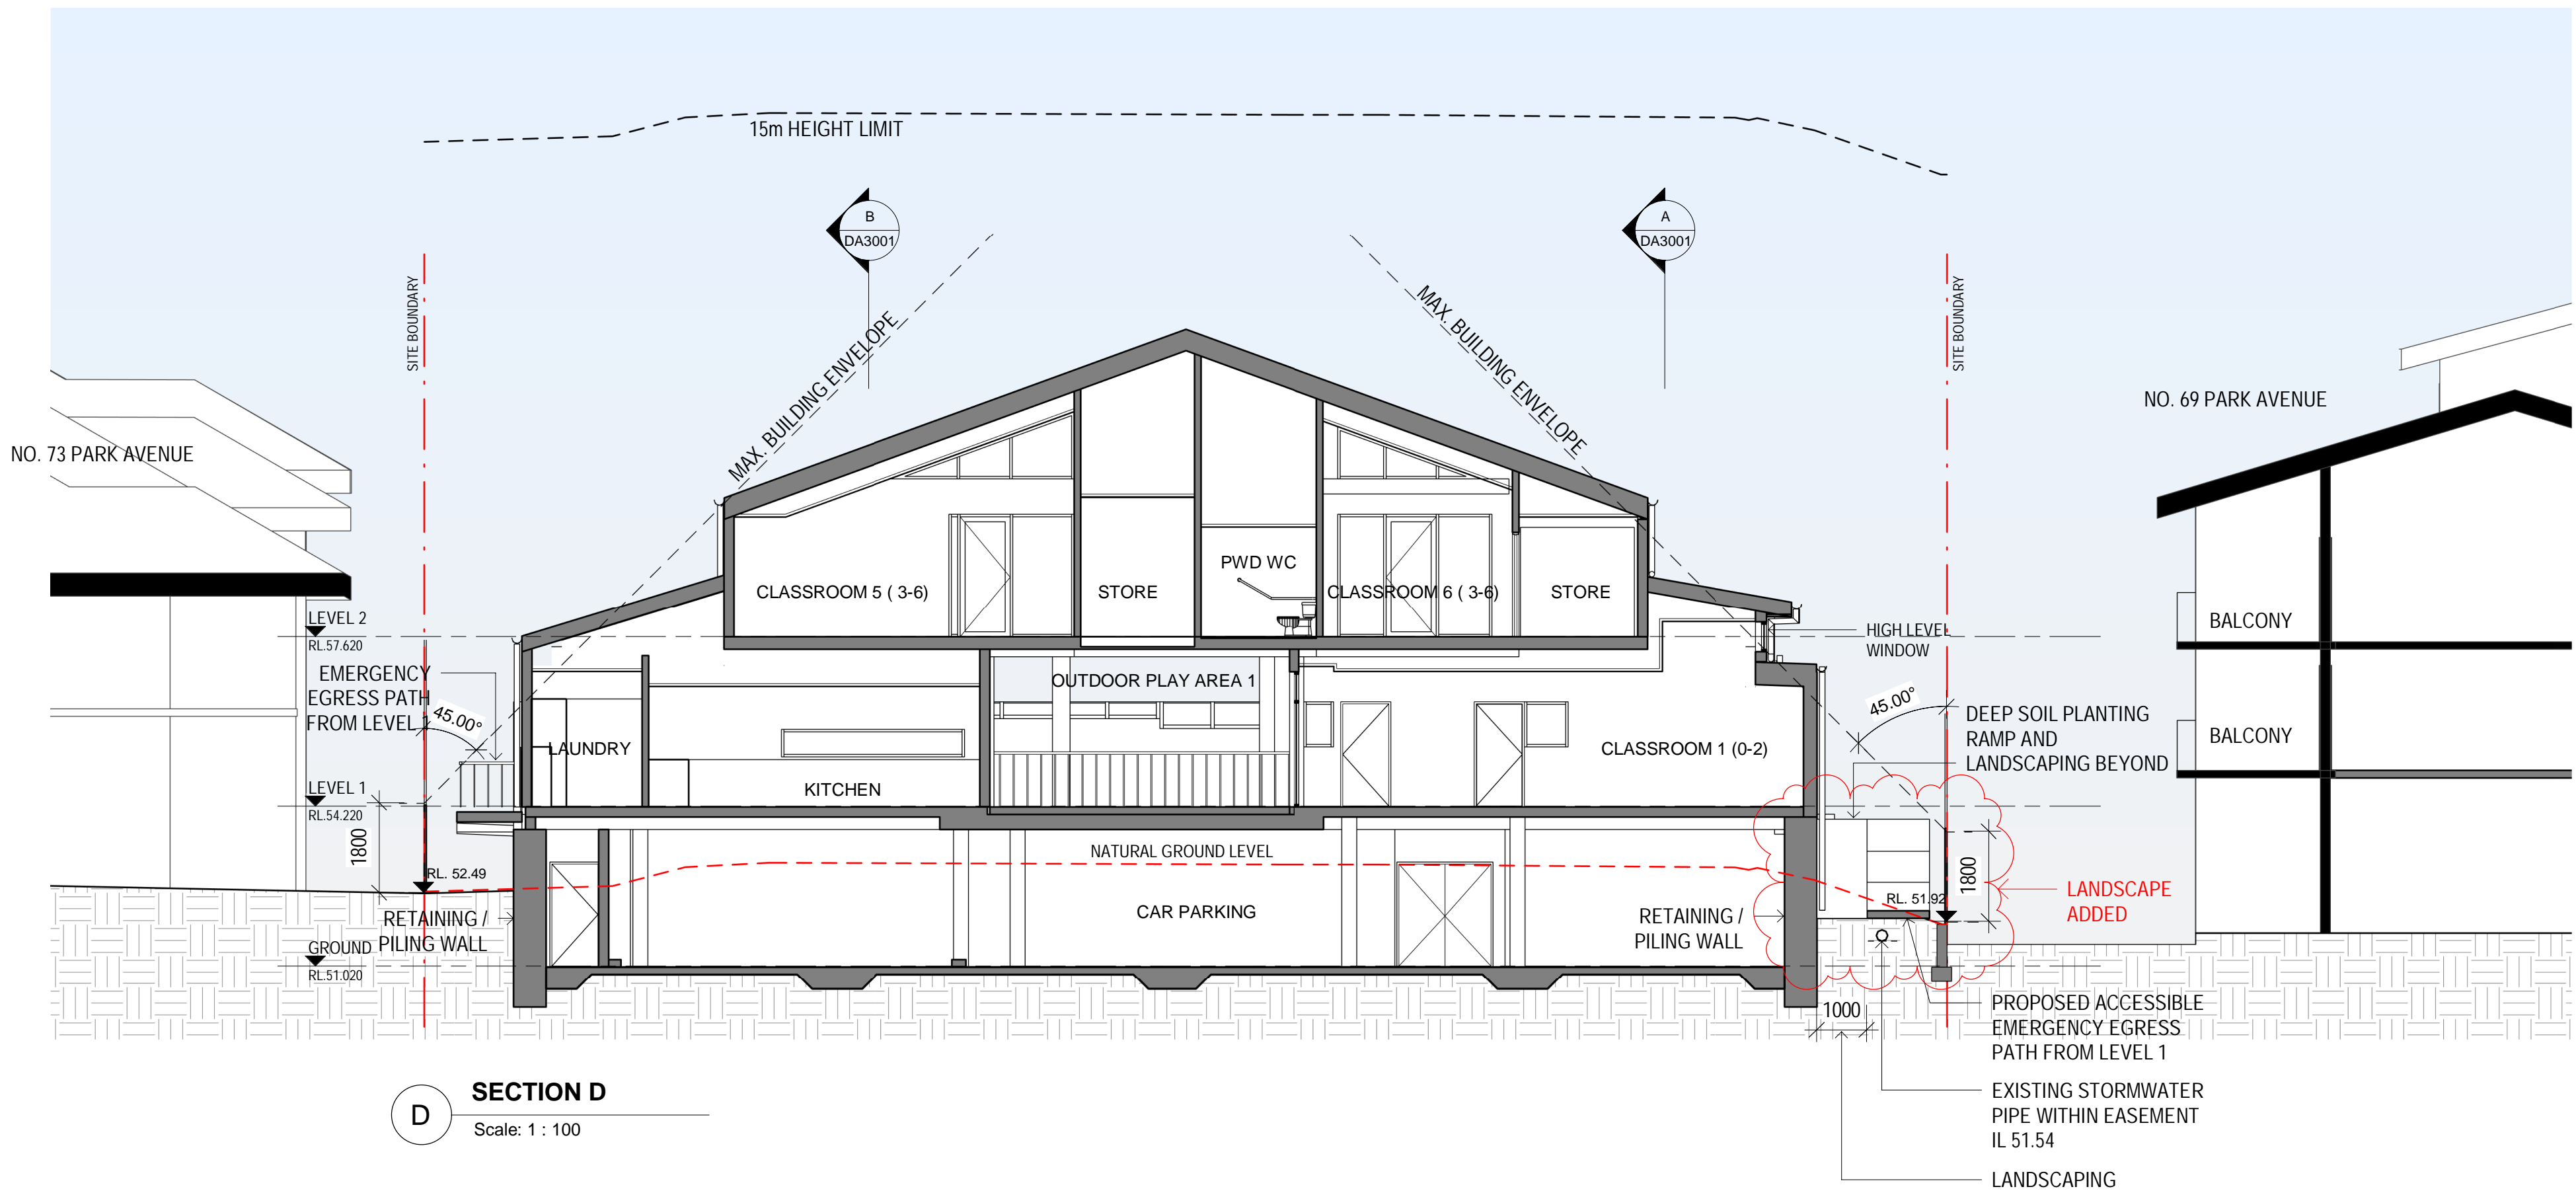 15m HEIGHT LIMIT
B
DA3001
A
DA3001
SITE BOUNDARY
SITE BOUNDARY
MAX. BUILDING ENVELOPE
MAX. BUILDING ENVELOPE
NO. 73 PARK AVENUE
NO. 69 PARK AVENUE
CLASSROOM 5 ( 3-6)
STORE
PWD WC
CLASSROOM 6 ( 3-6)
STORE
LEVEL 2
RL.57.620
HIGH LEVEL
WINDOW
BALCONY
EMERGENCY
EGRESS PATH
FROM LEVEL 1
45.00°
OUTDOOR PLAY AREA 1
45.00°
DEEP SOIL PLANTING
RAMP AND
LANDSCAPING BEYOND
BALCONY
LAUNDRY
KITCHEN
CLASSROOM 1 (0-2)
LEVEL 1
RL.54.220
1800
RL. 52.49
NATURAL GROUND LEVEL
1800
RL. 51.92
LANDSCAPE
ADDED
RETAINING /
PILING WALL
CAR PARKING
RETAINING /
PILING WALL
GROUND
RL.51.020
1000
PROPOSED ACCESSIBLE
EMERGENCY EGRESS
PATH FROM LEVEL 1
EXISTING STORMWATER
PIPE WITHIN EASEMENT
IL 51.54
LANDSCAPING
D
SECTION D
Scale: 1 : 100